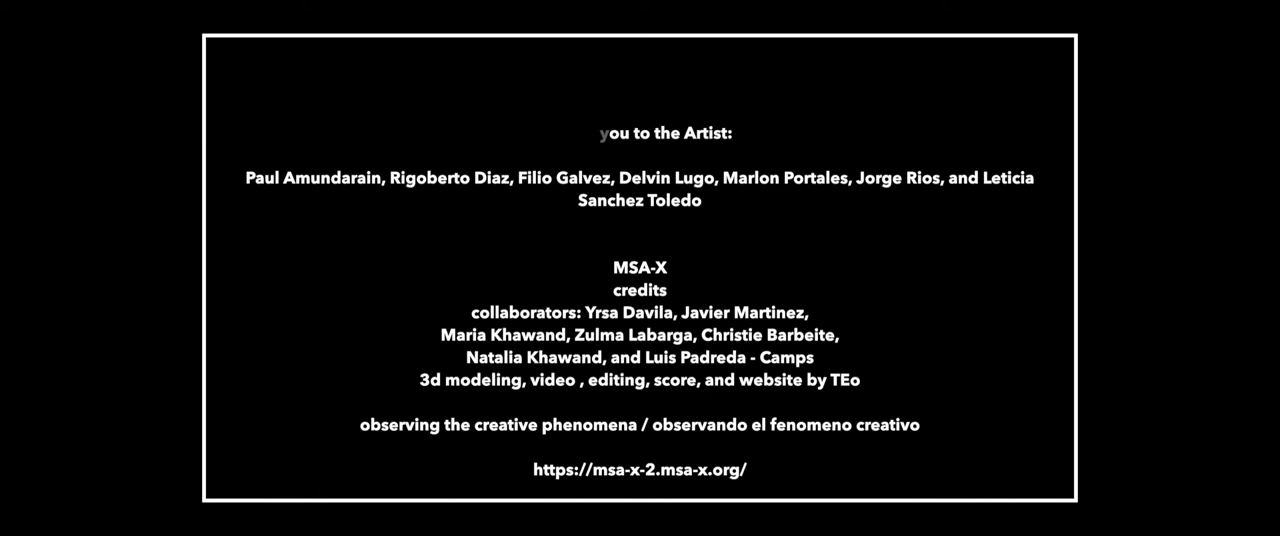 you to the Artist:
Paul Amundarain, Rigoberto Diaz, Filio Galvez, Delvin Lugo, Marlon Portales, Jorge Rios, and Leticia
Sanchez Toledo
MSA-X
credits
collaborators: Yrsa Davila, Javier Martinez,
Maria Khawand, Zulma Labarga, Christie Barbeite,
Natalia Khawand, and Luis Padreda - Camps
3d modeling, video , editing, score, and website by TEo
observing the creative phenomena / observando el fenomeno creativo
https://msa-x-2.msa-x.org/